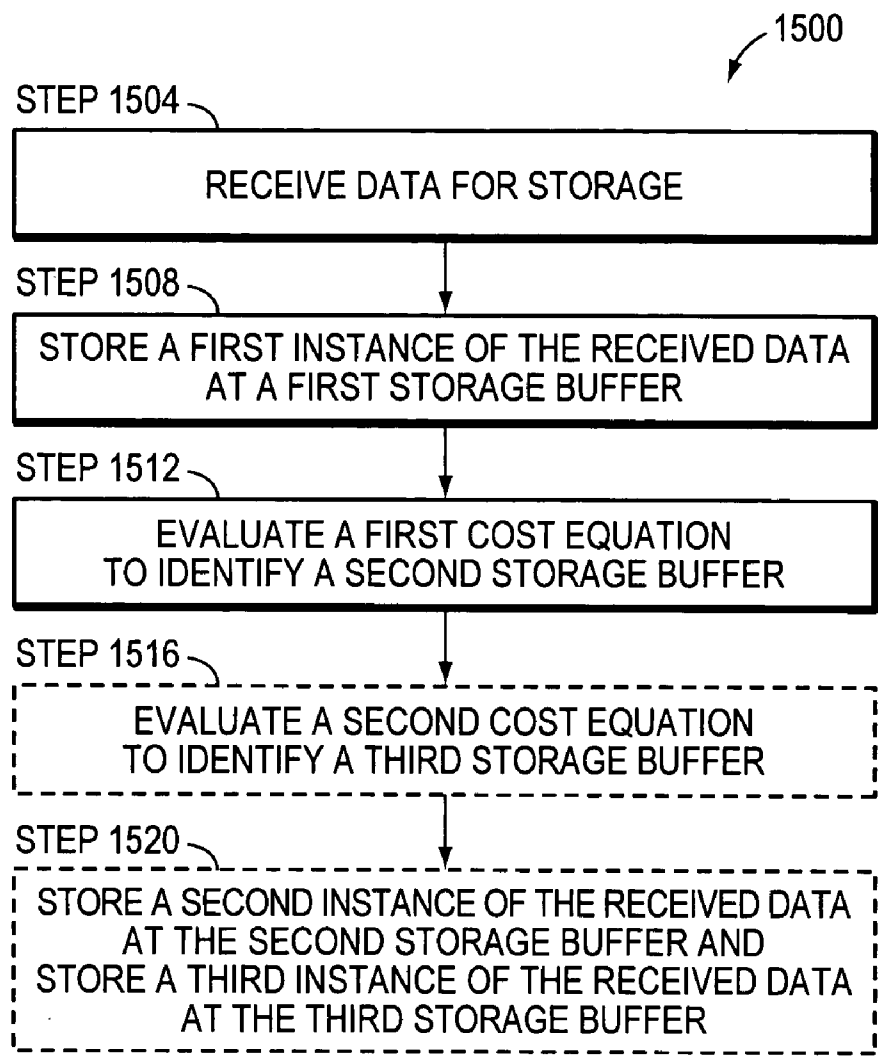 1500
STEP 1504
RECEIVE DATA FOR STORAGE
STEP 1508
STORE A FIRST INSTANCE OF THE RECEIVED DATA
AT A FIRST STORAGE BUFFER
STEP 1512
EVALUATE A FIRST COST EQUATION
TO IDENTIFY A SECOND STORAGE BUFFER
STEP 1516
EVALUATE A SECOND COST EQUATION
TO IDENTIFY A THIRD STORAGE BUFFER
STEP 1520
STORE A SECOND INSTANCE OF THE RECEIVED DATA
AT THE SECOND STORAGE BUFFER AND
STORE A THIRD INSTANCE OF THE RECEIVED DATA
AT THE THIRD STORAGE BUFFER